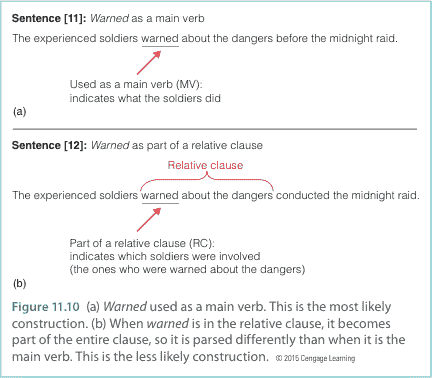 Sentence [11]: Warned as a main verb
The experienced soldiers warned about the dangers before the midnight raid.
Used as a main verb (MV):
indicates what the soldiers did
(a)
Sentence [12]: Warned as part of a relative clause
Relative clause
The experienced soldiers warned about the dangers conducted the midnight raid.
Part of a relative clause (RC):
indicates which soldiers were involved
(the ones who were warned about the dangers)
(b)
Figure 11.10 (a) Warned used as a main verb. This is the most likely
construction. (b) When warned is in the relative clause, it becomes
part of the entire clause, so it is parsed differently than when it is the
main verb. This is the less likely construction. © 2015 Cengage Learning